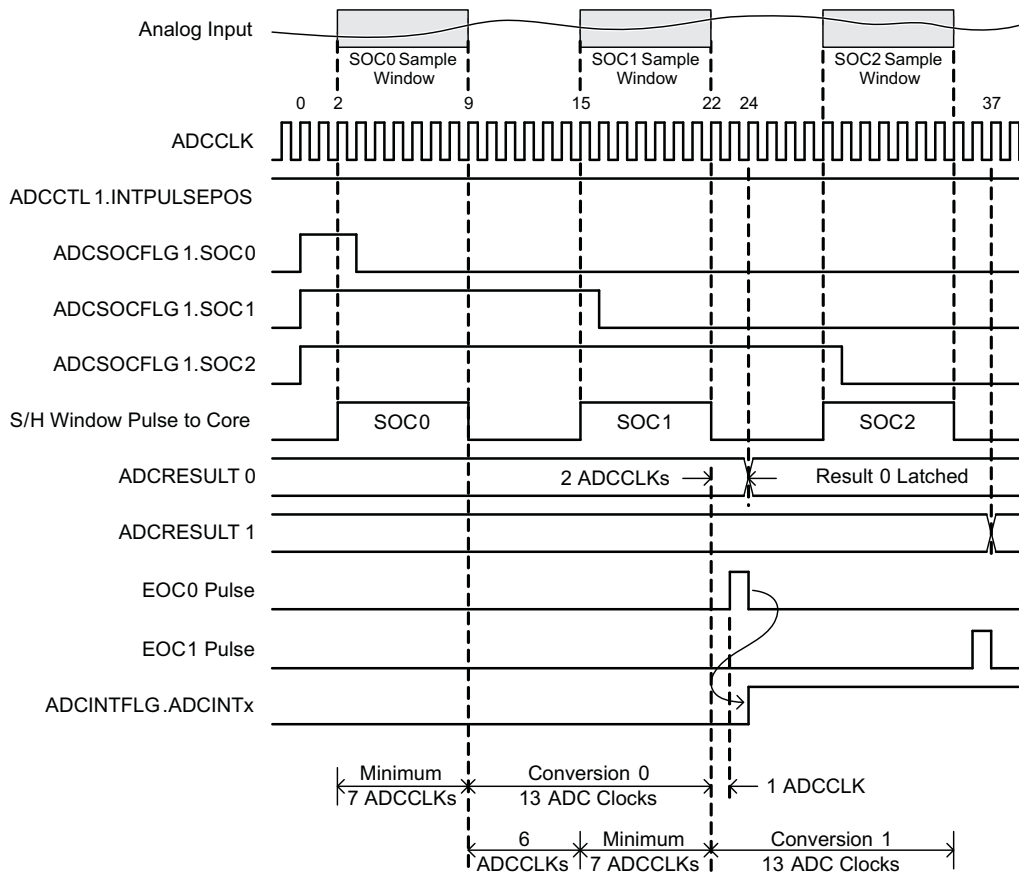 Analog Input
SOC0 Sample
Window
SOC1 Sample
Window
SOC2 Sample
Window
0 2 9 15 22 24 37
ADCCLK
ADCCTL 1.INTPULSEPOS
ADCSOCFLG 1.SOC0
ADCSOCFLG 1.SOC1
ADCSOCFLG 1.SOC2
S/H Window Pulse to Core SOC0 SOC1 SOC2
ADCRESULT 0 2 ADCCLKs Result 0 Latched
ADCRESULT 1
EOC0 Pulse
EOC1 Pulse
ADCINTFLG.ADCINTx
Minimum
7 ADCCLKs
Conversion 0
13 ADC Clocks
1 ADCCLK
6
ADCCLKs
Minimum
7 ADCCLKs
Conversion 1
13 ADC Clocks